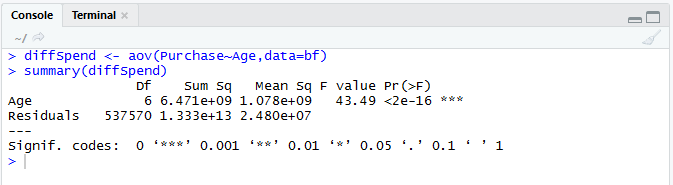 Console Terminal ×
~/
> diffSpend <- aov(Purchase~Age,data=bf)
> summary(diffSpend)
Df Sum Sq Mean Sq F value Pr(>F)
Age 6 6.471e+09 1.078e+09 43.49 <2e-16 ***
Residuals 537570 1.333e+13 2.480e+07
---
Signif. codes: 0 ‘***’ 0.001 ‘**’ 0.01 ‘*’ 0.05 ‘.’ 0.1 ‘ ’ 1
>